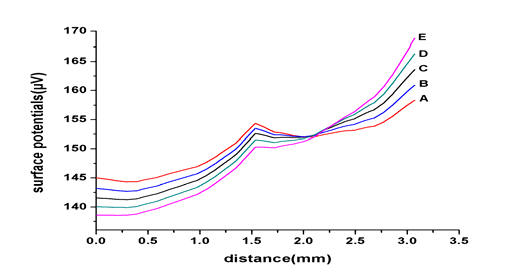 170
165
160
155
150
145
140
surface potentials(μV)
E
D
C
B
A
0.0 0.5 1.0 1.5 2.0 2.5 3.0 3.5
distance(mm)